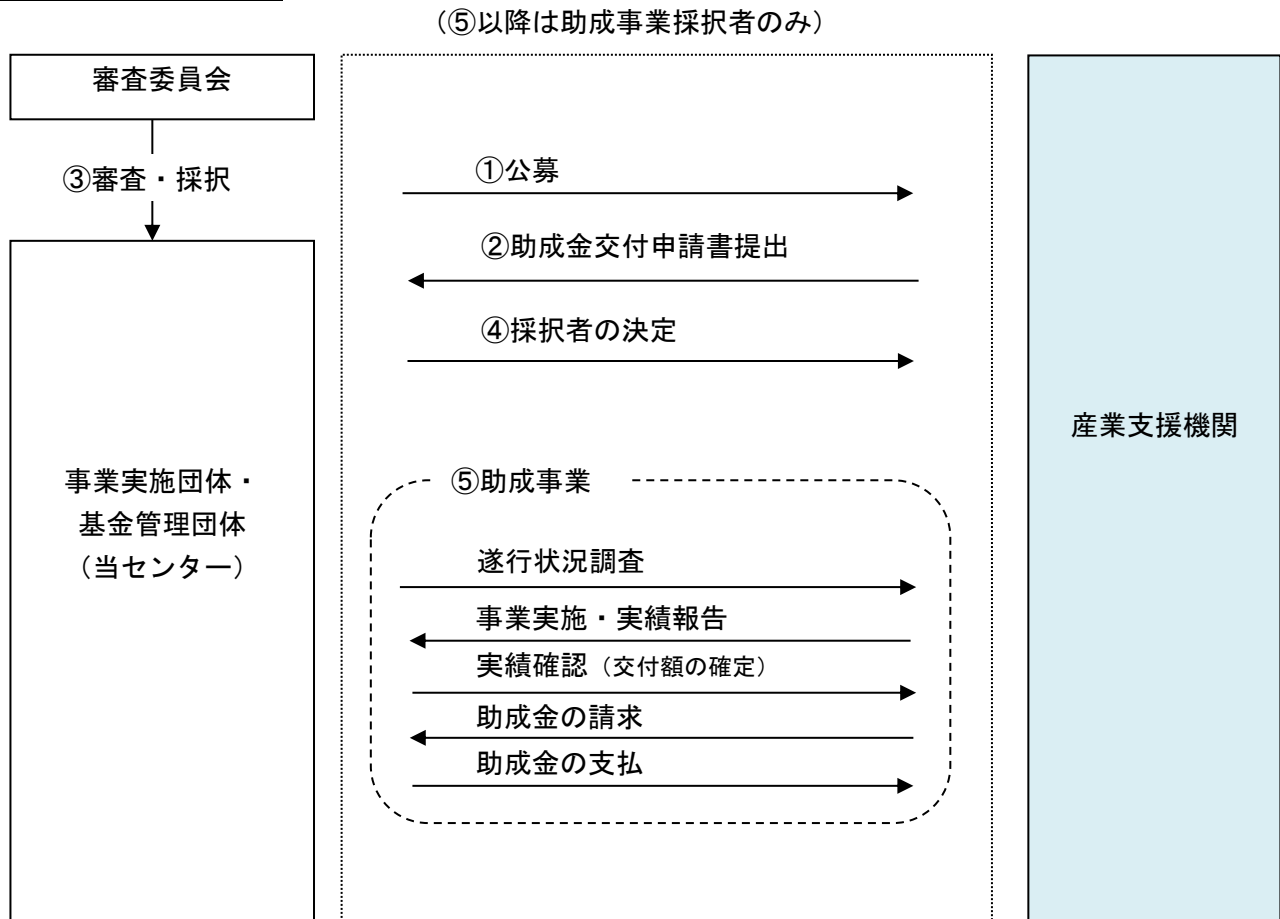 （⑤以降は助成事業採択者のみ）
審査委員会
③審査・採択
①公募
②助成金交付申請書提出
④採択者の決定
産業支援機関
事業実施団体・
基金管理団体
（当センター）
⑤助成事業
遂行状況調査
事業実施・実績報告
実績確認（交付額の確定）
助成金の請求
助成金の支払